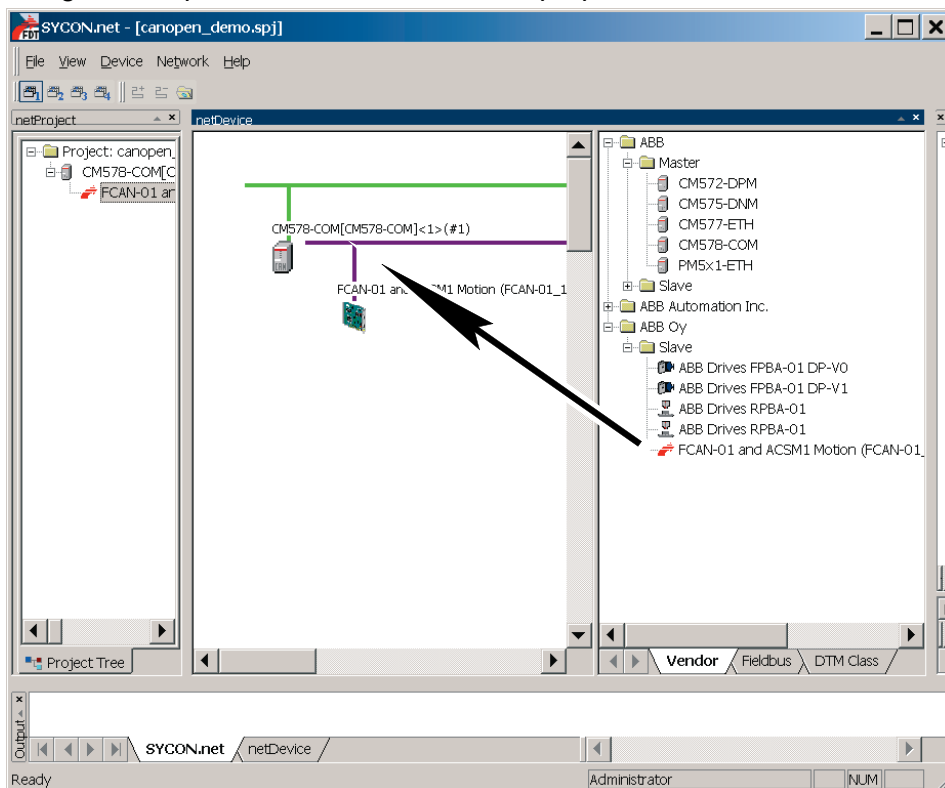 SYCON.net - [canopen_demo.spj]
File View Device Network Help
netProject
Project: canopen_
CM578-COM[C
FCAN-01 ar
Project Tree
netDevice
CM578-COM[CM578-COM]<1>(#1)
FCAN-01 and ACSM1 Motion (FCAN-01_1
ABB
Master
CM572-DPM
CM575-DNM
CM577-ETH
CM578-COM
PM5x1-ETH
Slave
ABB Automation Inc.
ABB Oy
Slave
ABB Drives FPBA-01 DP-V0
ABB Drives FPBA-01 DP-V1
ABB Drives RPBA-01
ABB Drives RPBA-01
FCAN-01 and ACSM1 Motion (FCAN-01_
Vendor Fieldbus DTM Class
Output
SYCON.net netDevice
Ready Administrator NUM